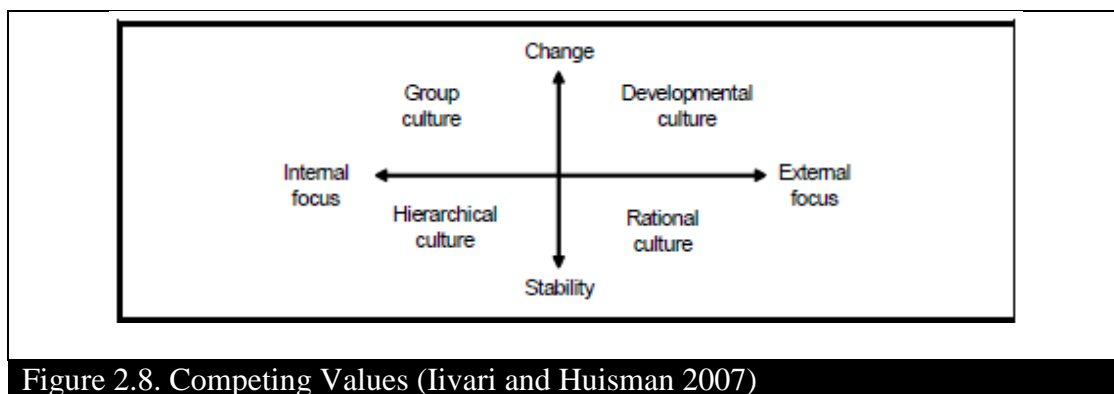 Change
Group
culture
Developmental
culture
Internal
focus
External
focus
Hierarchical
culture
Rational
culture
Stability
Figure 2.8. Competing Values (Iivari and Huisman 2007)